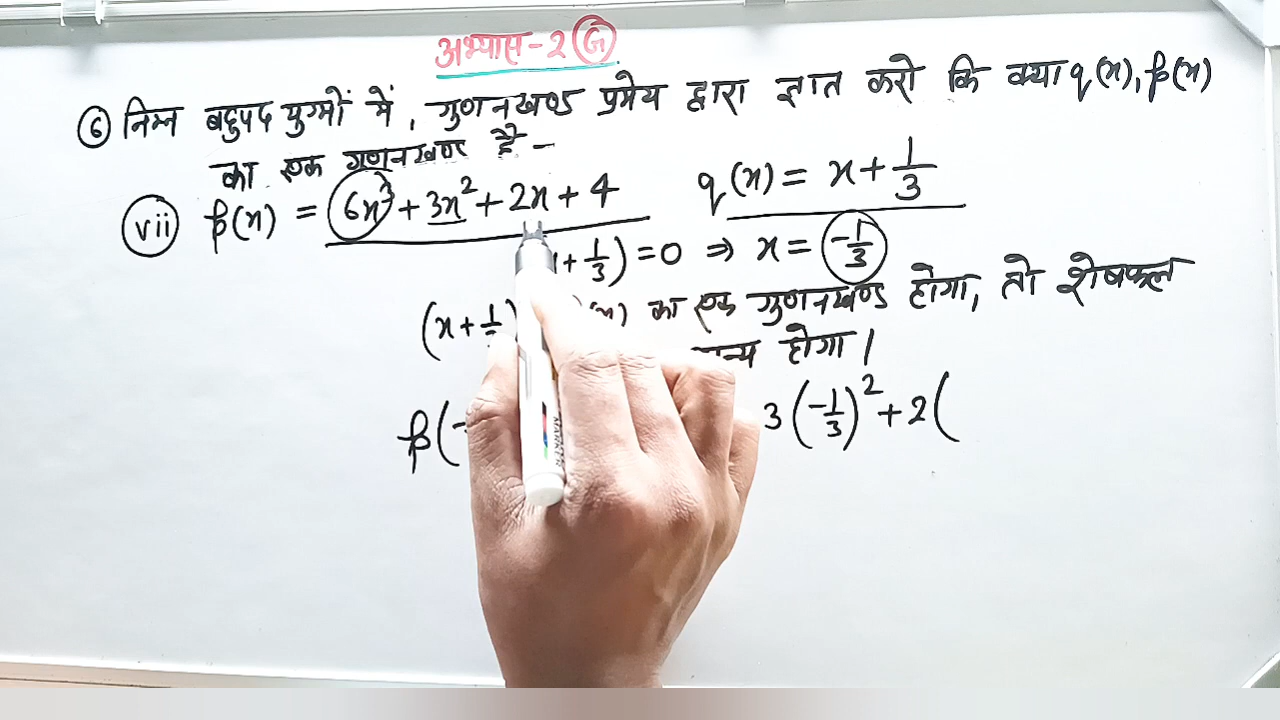 अभ्यास-2 G
6 निम्न बहुपद युग्मों में, गुणनखण्ड प्रमेय द्वारा ज्ञात करो कि क्या q(x), p(x)
का एक गुणनखण्ड है -
vii p(x) = 6x³ + 3x² + 2x + 4 q(x) = x + 1/3
+ 1/3) = 0 ⇒ x = -1/3
(x + 1/ का एक गुणनखण्ड होगा, तो शेषफल
होगा।
p(- 3(-1/3)² + 2(